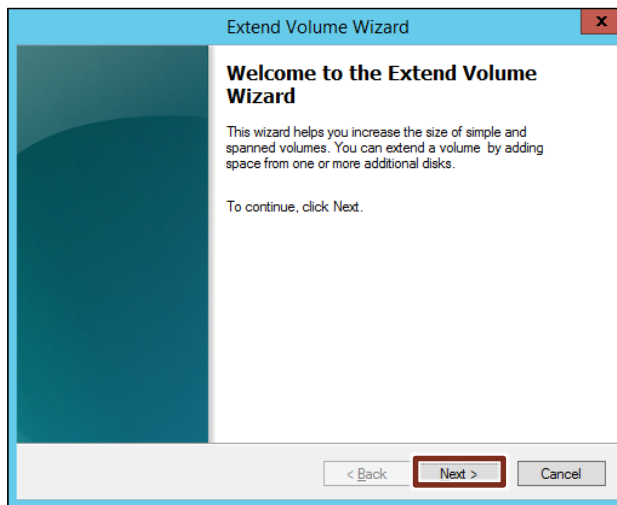 Extend Volume Wizard
x
Welcome to the Extend Volume
Wizard
This wizard helps you increase the size of simple and
spanned volumes. You can extend a volume by adding
space from one or more additional disks.
To continue, click Next.
< Back Next > Cancel